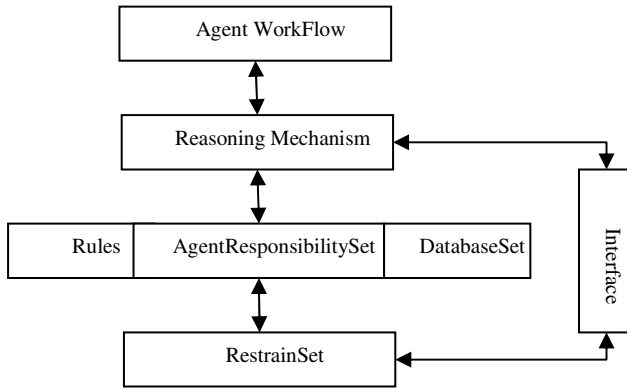 Agent WorkFlow
Reasoning Mechanism
Rules
AgentResponsibilitySet
DatabaseSet
Interface
RestrainSet